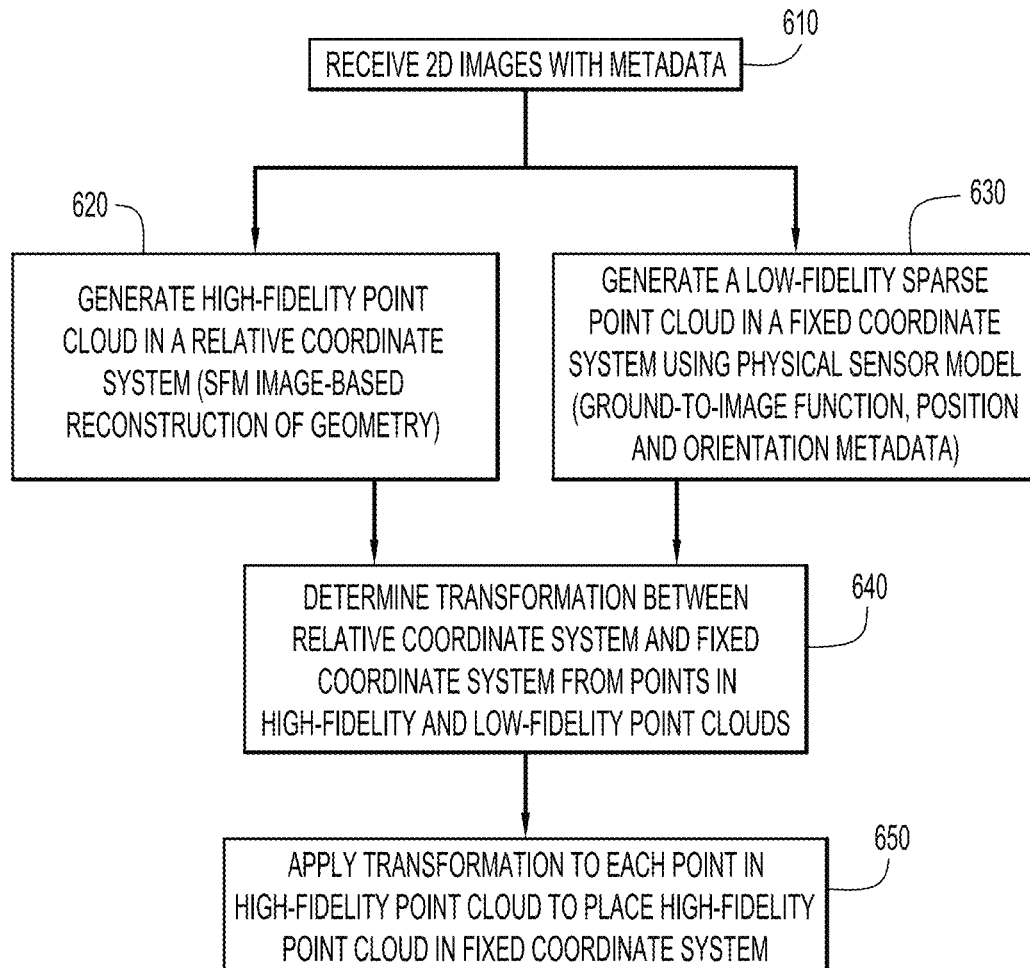 610
RECEIVE 2D IMAGES WITH METADATA
620
GENERATE HIGH-FIDELITY POINT
CLOUD IN A RELATIVE COORDINATE
SYSTEM (SFM IMAGE-BASED
RECONSTRUCTION OF GEOMETRY)
630
GENERATE A LOW-FIDELITY SPARSE
POINT CLOUD IN A FIXED COORDINATE
SYSTEM USING PHYSICAL SENSOR MODEL
(GROUND-TO-IMAGE FUNCTION, POSITION
AND ORIENTATION METADATA)
640
DETERMINE TRANSFORMATION BETWEEN
RELATIVE COORDINATE SYSTEM AND FIXED
COORDINATE SYSTEM FROM POINTS IN
HIGH-FIDELITY AND LOW-FIDELITY POINT CLOUDS
650
APPLY TRANSFORMATION TO EACH POINT IN
HIGH-FIDELITY POINT CLOUD TO PLACE HIGH-FIDELITY
POINT CLOUD IN FIXED COORDINATE SYSTEM